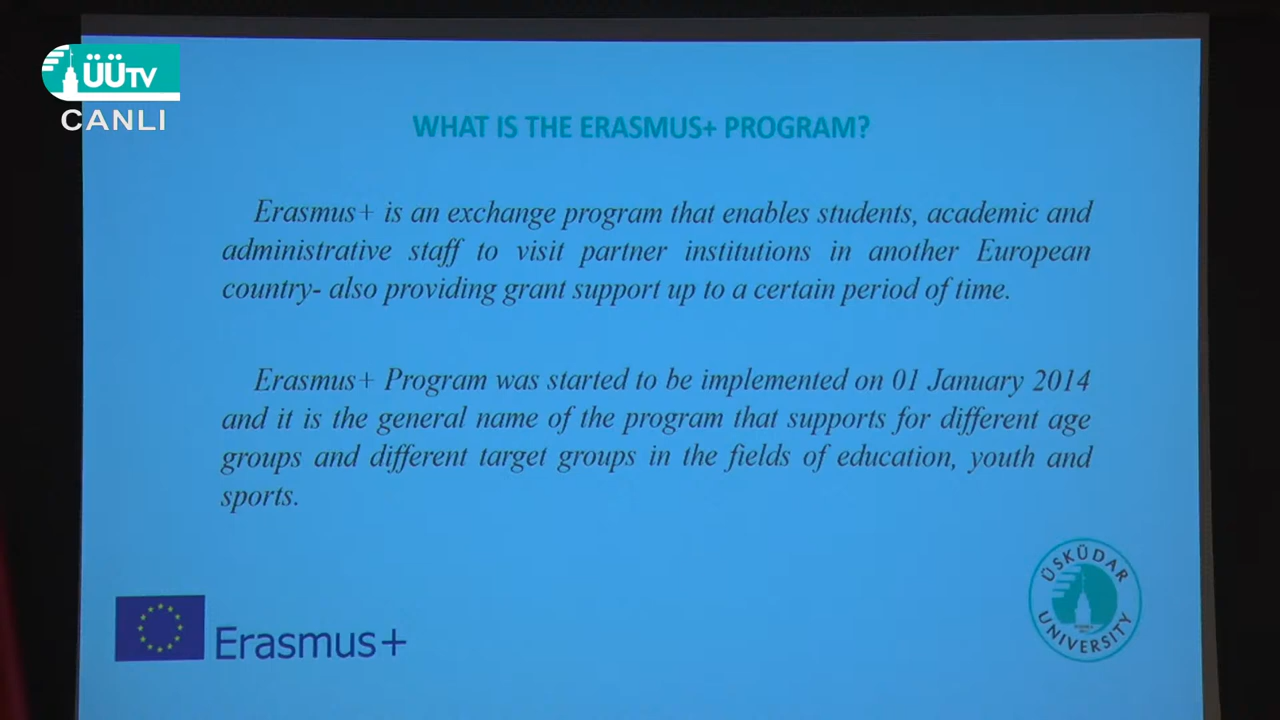 ÜÜTV
CANLI
WHAT IS THE ERASMUS+ PROGRAM?
Erasmus+ is an exchange program that enables students, academic and
administrative staff to visit partner institutions in another European
country- also providing grant support up to a certain period of time.
Erasmus+ Program was started to be implemented on 01 January 2014
and it is the general name of the program that supports for different age
groups and different target groups in the fields of education, youth and
sports.
Erasmus+
ÜSKÜDAR
UNIVERSITY